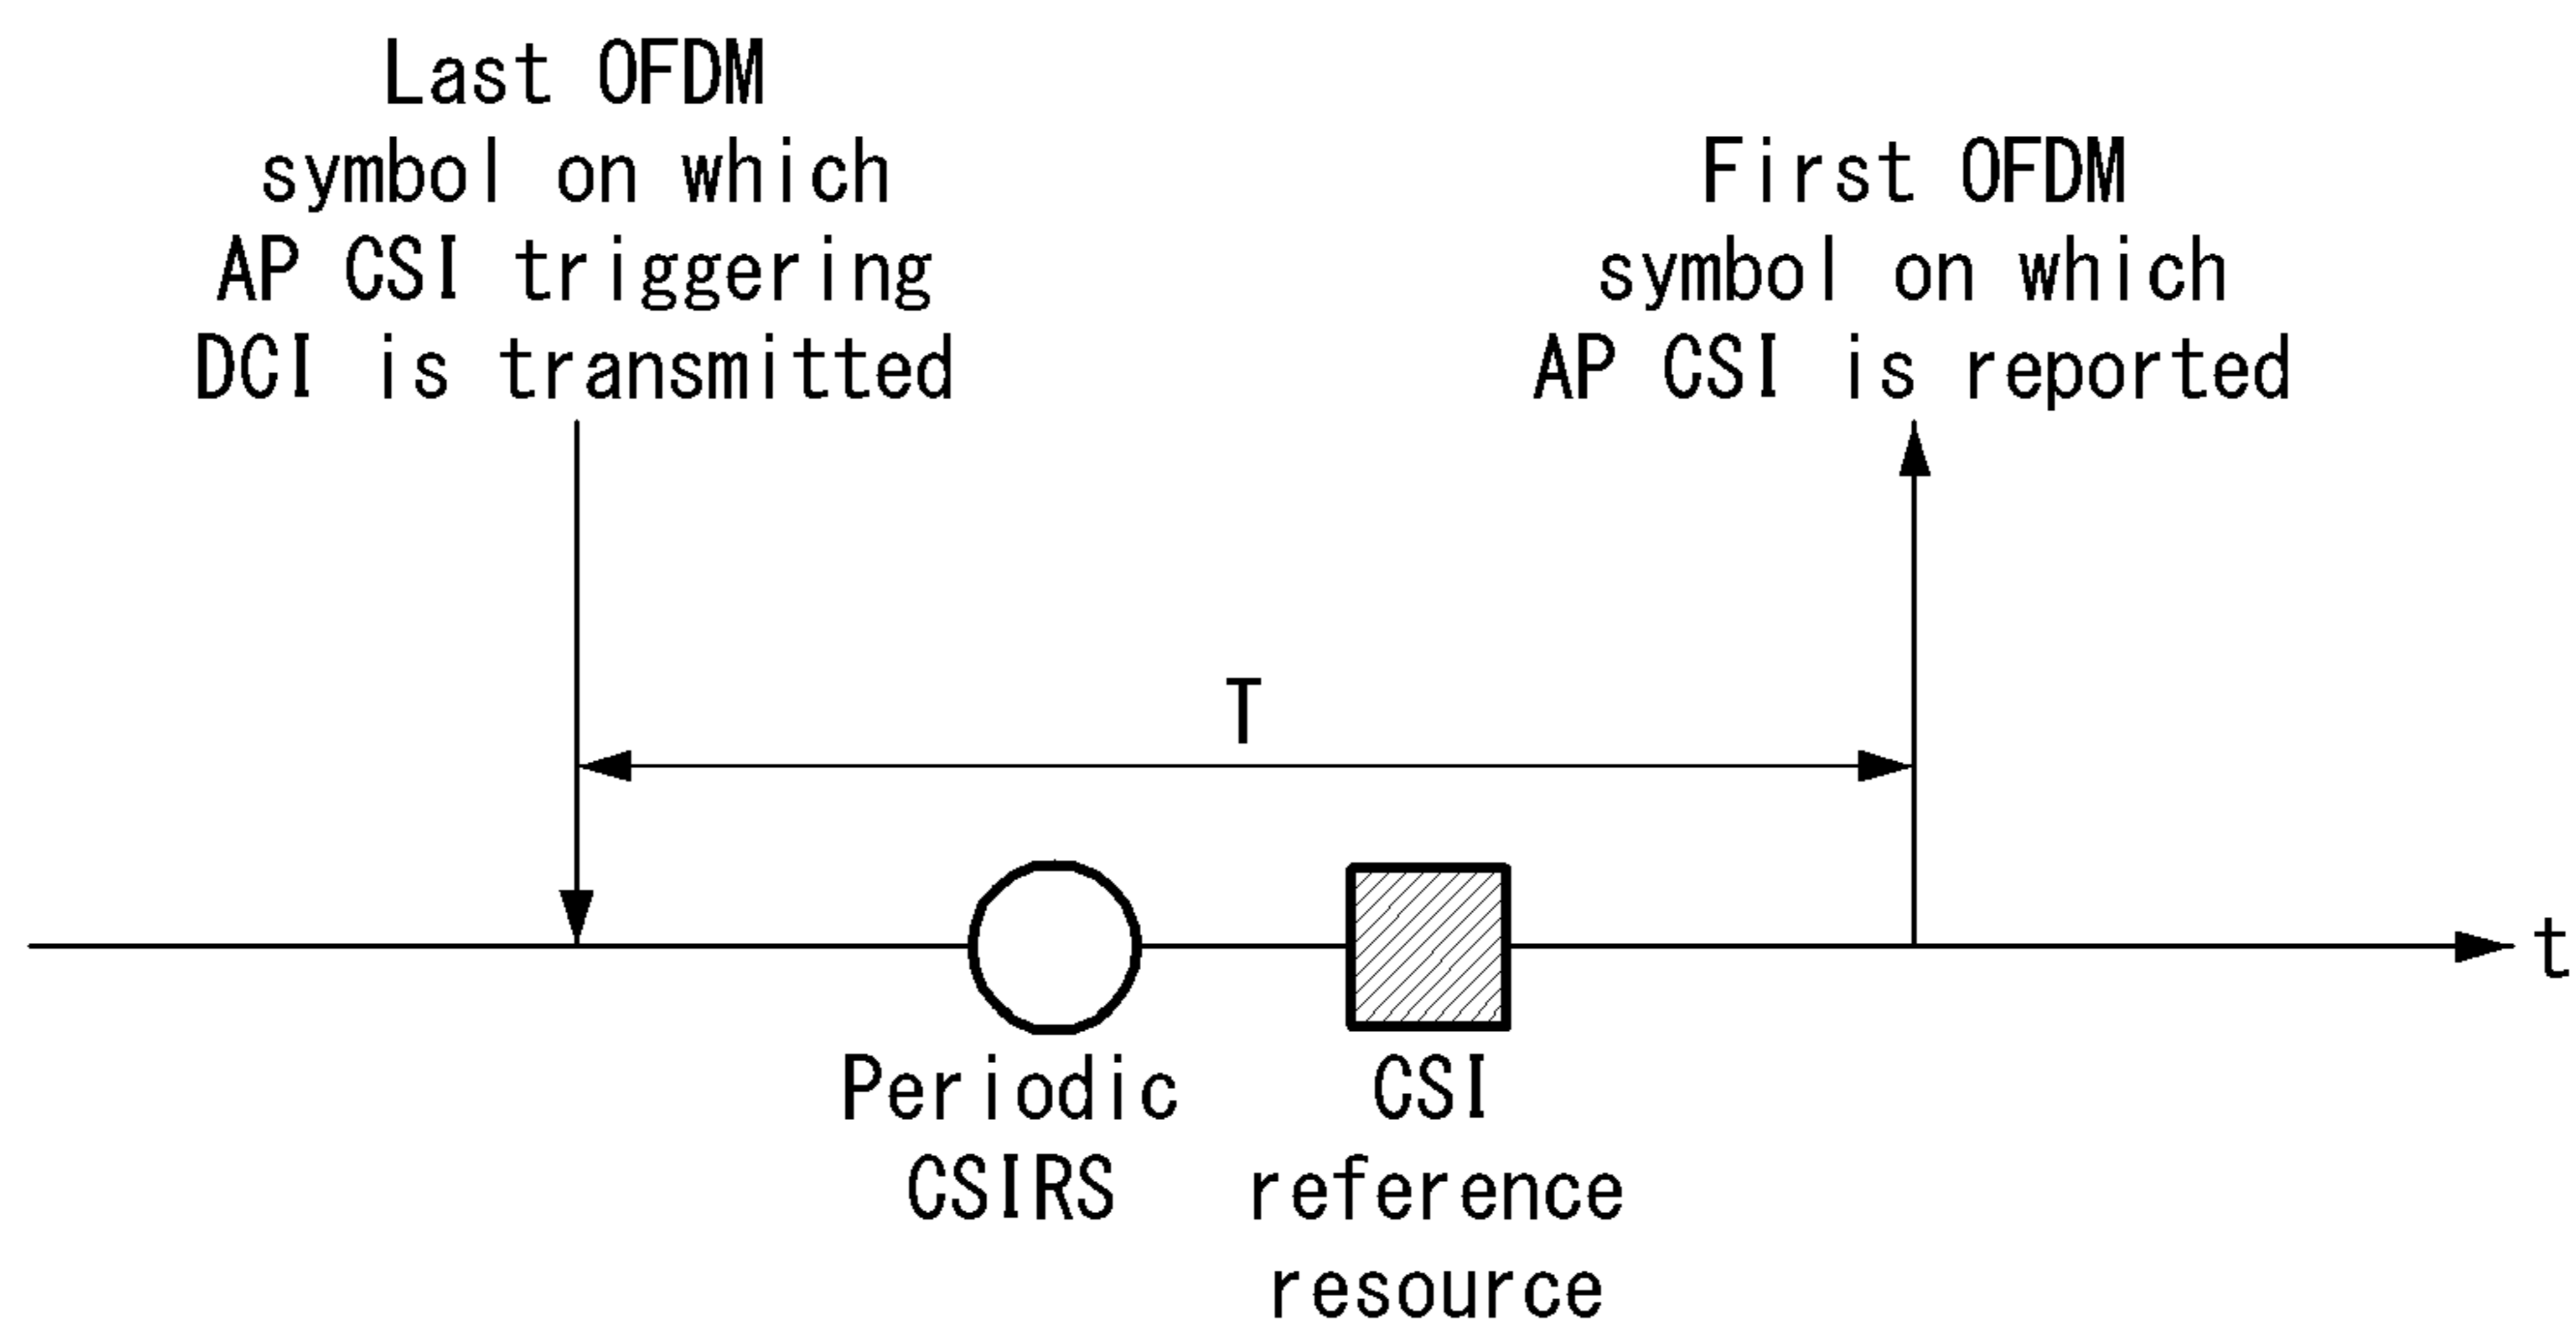 Last OFDM
symbol on which
AP CSI triggering
DCI is transmitted
First OFDM
symbol on which
AP CSI is reported
T
t
Periodic
CSIRS
CSI
reference
resource